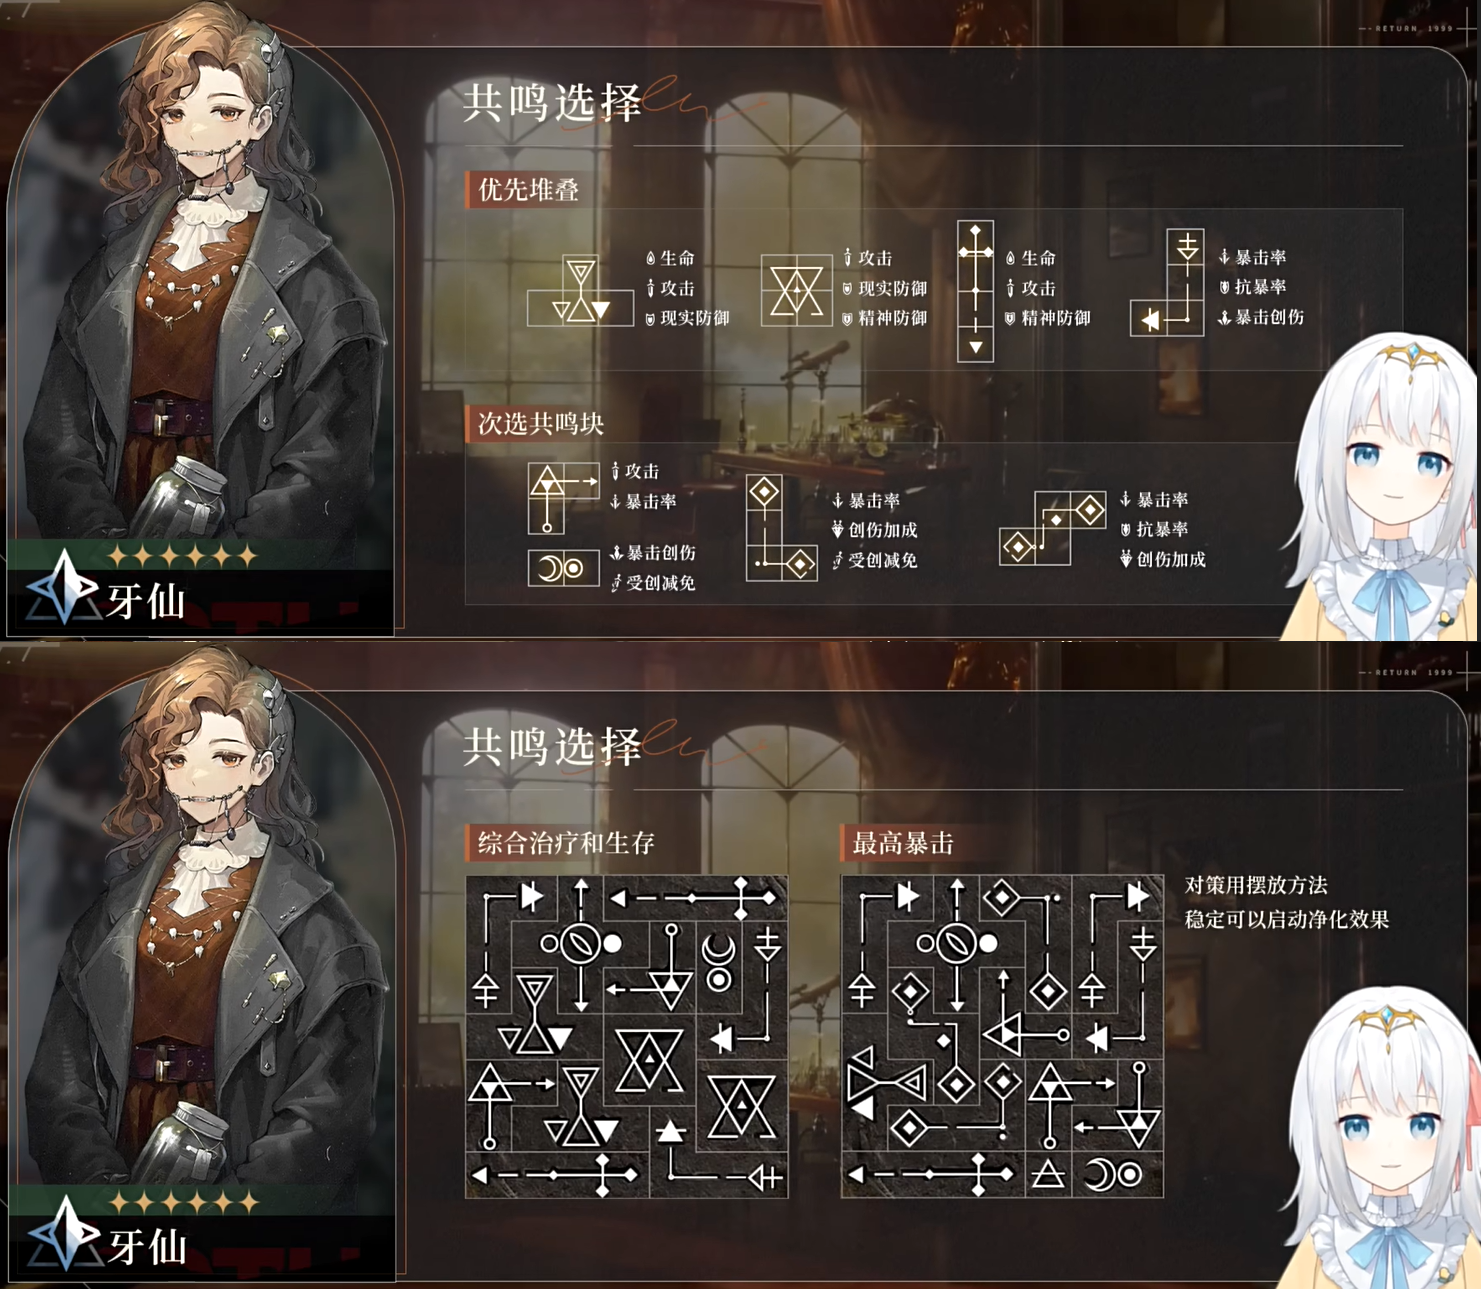 RETURN 1999
共鸣选择
优先堆叠
生命
攻击
现实防御
攻击
现实防御
精神防御
生命
攻击
精神防御
暴击率
抗暴率
暴击创伤
次选共鸣块
攻击
暴击率
暴击创伤
受创减免
暴击率
创伤加成
受创减免
暴击率
抗暴率
创伤加成
牙仙
RETURN 1999
共鸣选择
综合治疗和生存
最高暴击
对策用摆放方法
稳定可以启动净化效果
牙仙